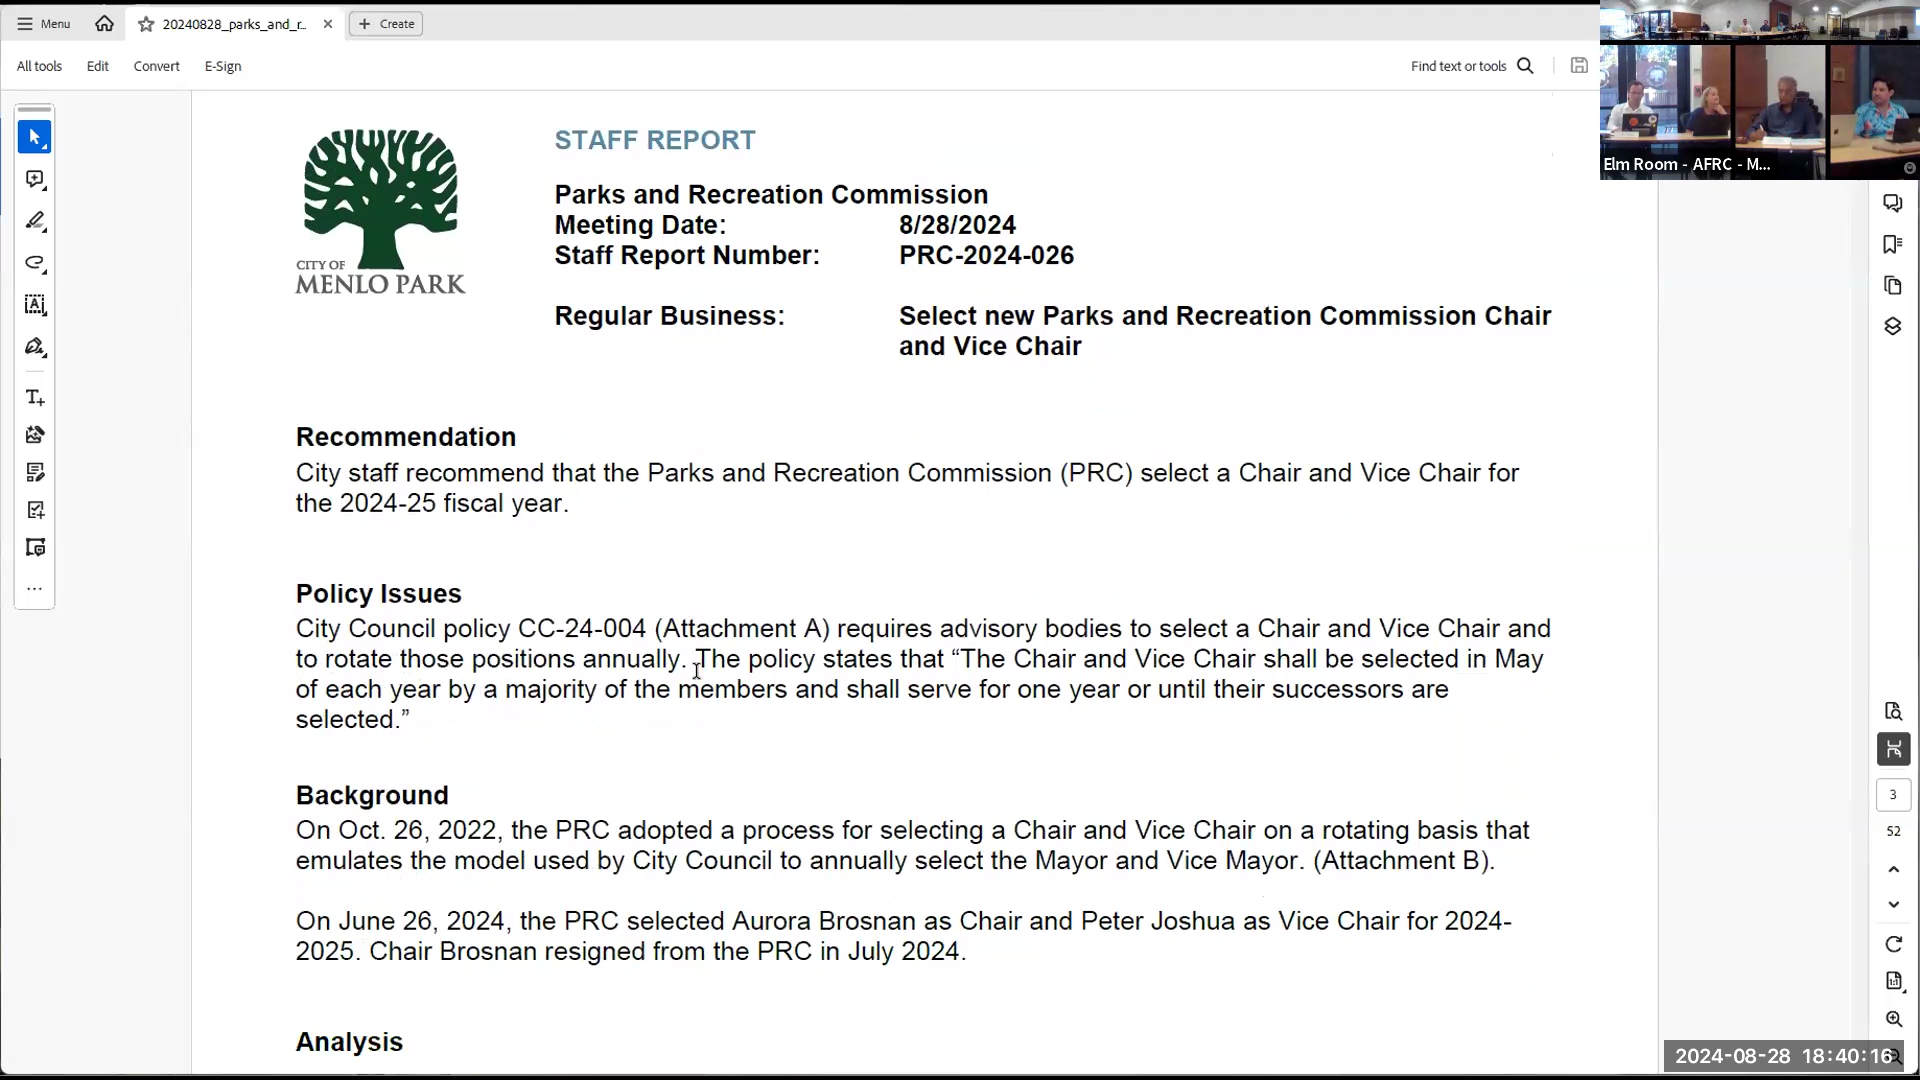 Menu
20240828_parks_and_r...
Create
All tools
Edit
Convert
E-Sign
Find text or tools
Elm Room - AFRC - M...
CITY OF
MENLO PARK
STAFF REPORT
Parks and Recreation Commission
Meeting Date: 8/28/2024
Staff Report Number: PRC-2024-026
Regular Business: Select new Parks and Recreation Commission Chair
and Vice Chair
Recommendation
City staff recommend that the Parks and Recreation Commission (PRC) select a Chair and Vice Chair for
the 2024-25 fiscal year.
Policy Issues
City Council policy CC-24-004 (Attachment A) requires advisory bodies to select a Chair and Vice Chair and
to rotate those positions annually. The policy states that “The Chair and Vice Chair shall be selected in May
of each year by a majority of the members and shall serve for one year or until their successors are
selected.”
Background
On Oct. 26, 2022, the PRC adopted a process for selecting a Chair and Vice Chair on a rotating basis that
emulates the model used by City Council to annually select the Mayor and Vice Mayor. (Attachment B).
On June 26, 2024, the PRC selected Aurora Brosnan as Chair and Peter Joshua as Vice Chair for 2024-
2025. Chair Brosnan resigned from the PRC in July 2024.
Analysis
3
52
2024-08-28 18:40:16